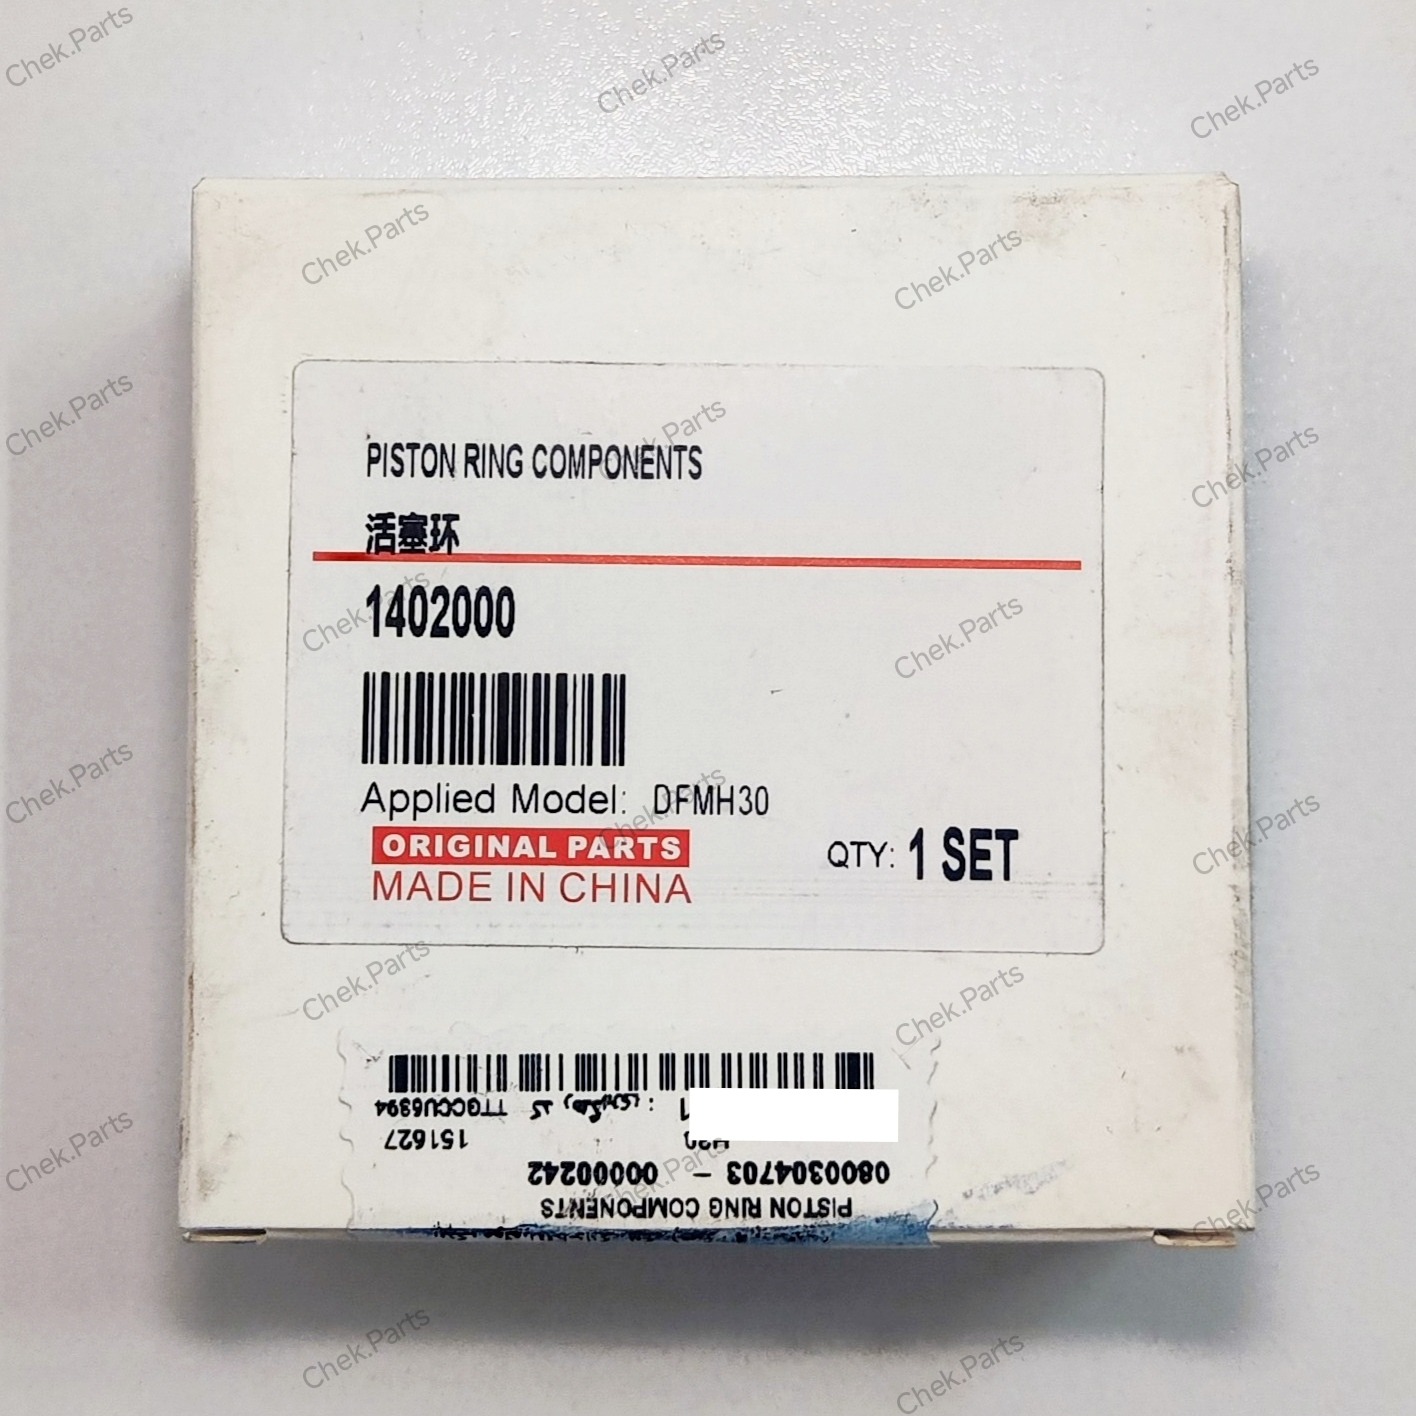 PISTON RING COMPONENTS
活塞环
1402000
Applied Model: DFMH30
ORIGINAL PARTS
MADE IN CHINA
QTY: 1 SET
PISTON RING COMPONENTS
0800304703 - 00000242
H30
151627
TTGCCU6394
Chek.Parts